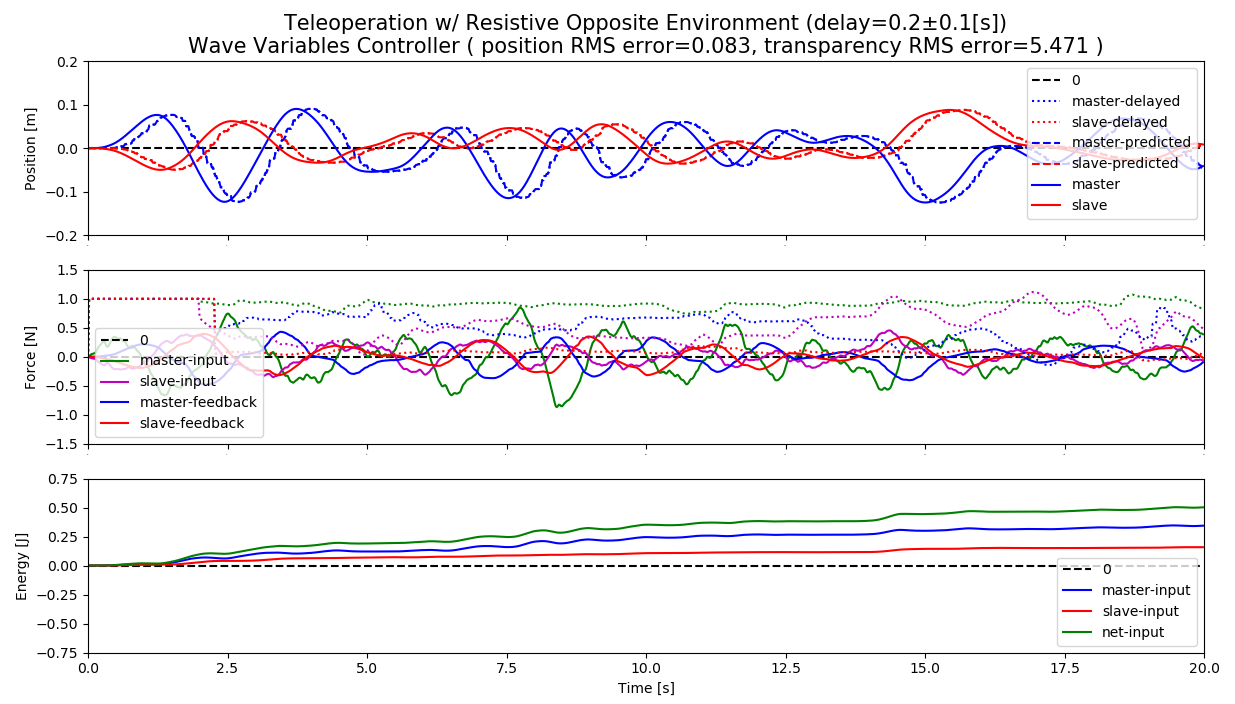 Teleoperation w/ Resistive Opposite Environment (delay=0.2±0.1[s])
Wave Variables Controller ( position RMS error=0.083, transparency RMS error=5.471 )
Position [m]
0.2
0.1
0.0
−0.1
−0.2
0
master-delayed
slave-delayed
master-predicted
slave-predicted
master
slave
Force [N]
1.5
1.0
0.5
0.0
−0.5
−1.0
−1.5
0
master-input
slave-input
master-feedback
slave-feedback
Energy [J]
0.75
0.50
0.25
0.00
−0.25
−0.50
−0.75
0
master-input
slave-input
net-input
0.0 2.5 5.0 7.5 10.0 12.5 15.0 17.5 20.0
Time [s]